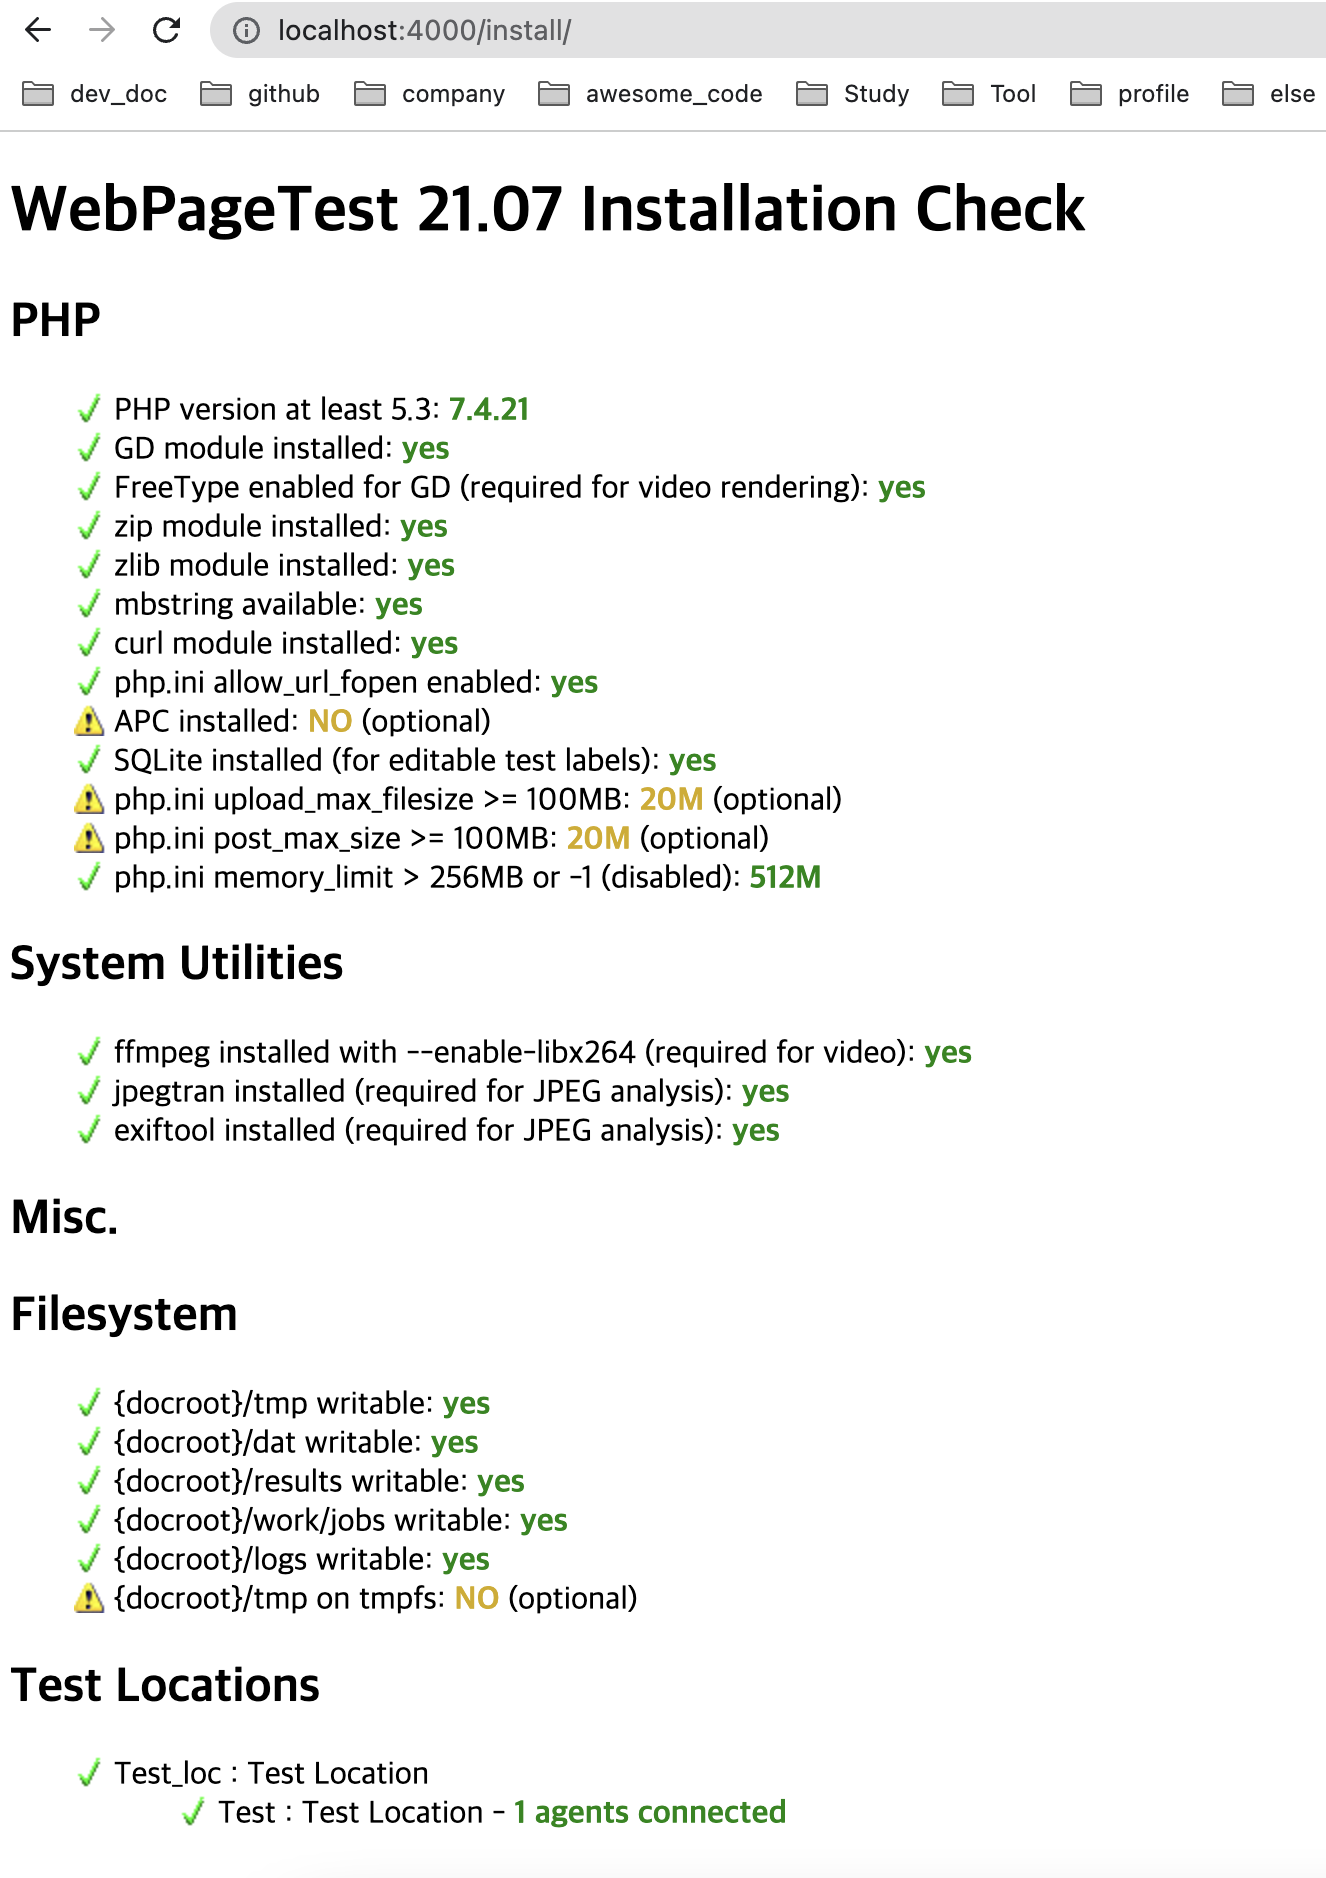 localhost:4000/install/
dev_doc github company awesome_code Study Tool profile else
WebPageTest 21.07 Installation Check
PHP
PHP version at least 5.3: 7.4.21
GD module installed: yes
FreeType enabled for GD (required for video rendering): yes
zip module installed: yes
zlib module installed: yes
mbstring available: yes
curl module installed: yes
php.ini allow_url_fopen enabled: yes
APC installed: NO (optional)
SQLite installed (for editable test labels): yes
php.ini upload_max_filesize >= 100MB: 20M (optional)
php.ini post_max_size >= 100MB: 20M (optional)
php.ini memory_limit > 256MB or -1 (disabled): 512M
System Utilities
ffmpeg installed with --enable-libx264 (required for video): yes
jpegtran installed (required for JPEG analysis): yes
exiftool installed (required for JPEG analysis): yes
Misc.
Filesystem
{docroot}/tmp writable: yes
{docroot}/dat writable: yes
{docroot}/results writable: yes
{docroot}/work/jobs writable: yes
{docroot}/logs writable: yes
{docroot}/tmp on tmpfs: NO (optional)
Test Locations
Test_loc : Test Location
Test : Test Location - 1 agents connected